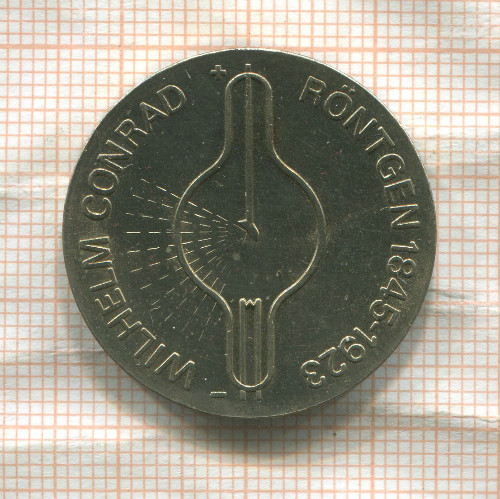 WILHELM CONRAD
RÖNTGEN 1845-1923
+
−